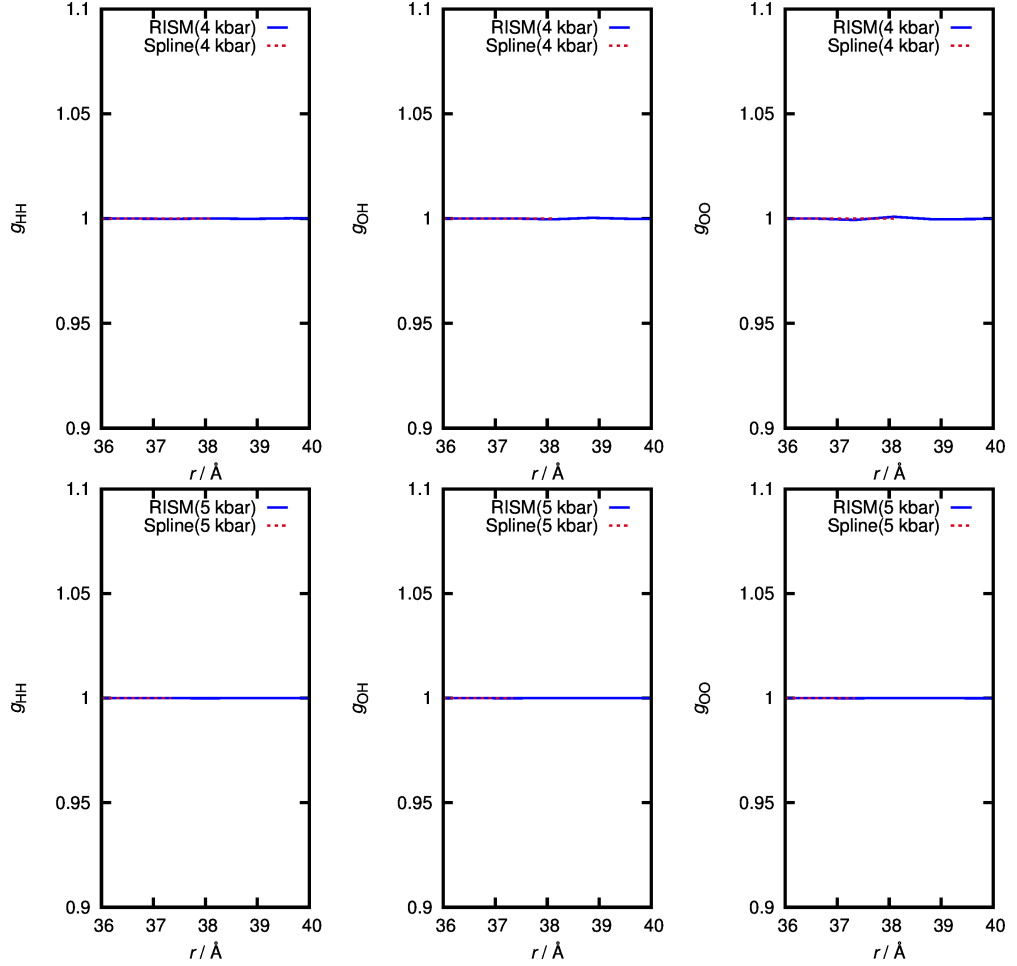 1.1
1.05
1
0.95
0.9
36 37 38 39 40
g_HH
r / Å
RISM(4 kbar)
Spline(4 kbar)
1.1
1.05
1
0.95
0.9
36 37 38 39 40
g_OH
r / Å
RISM(4 kbar)
Spline(4 kbar)
1.1
1.05
1
0.95
0.9
36 37 38 39 40
g_OO
r / Å
RISM(4 kbar)
Spline(4 kbar)
1.1
1.05
1
0.95
0.9
36 37 38 39 40
g_HH
r / Å
RISM(5 kbar)
Spline(5 kbar)
1.1
1.05
1
0.95
0.9
36 37 38 39 40
g_OH
r / Å
RISM(5 kbar)
Spline(5 kbar)
1.1
1.05
1
0.95
0.9
36 37 38 39 40
g_OO
r / Å
RISM(5 kbar)
Spline(5 kbar)